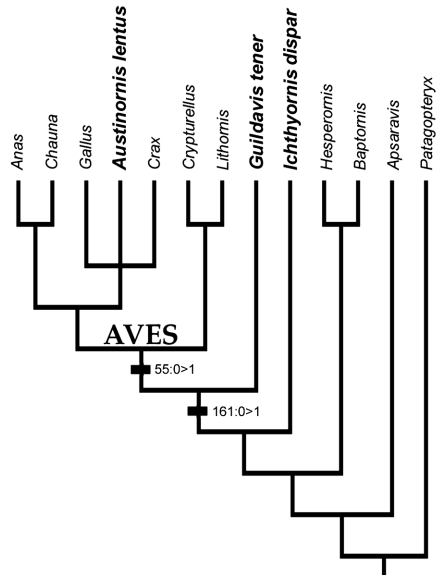 Anas
Chauna
Gallus
Austinornis lentus
Crax
Crypturellus
Lithornis
Guildavis tener
Ichthyornis dispar
Hesperornis
Baptornis
Apsaravis
Patagopteryx
AVES
55:0>1
161:0>1